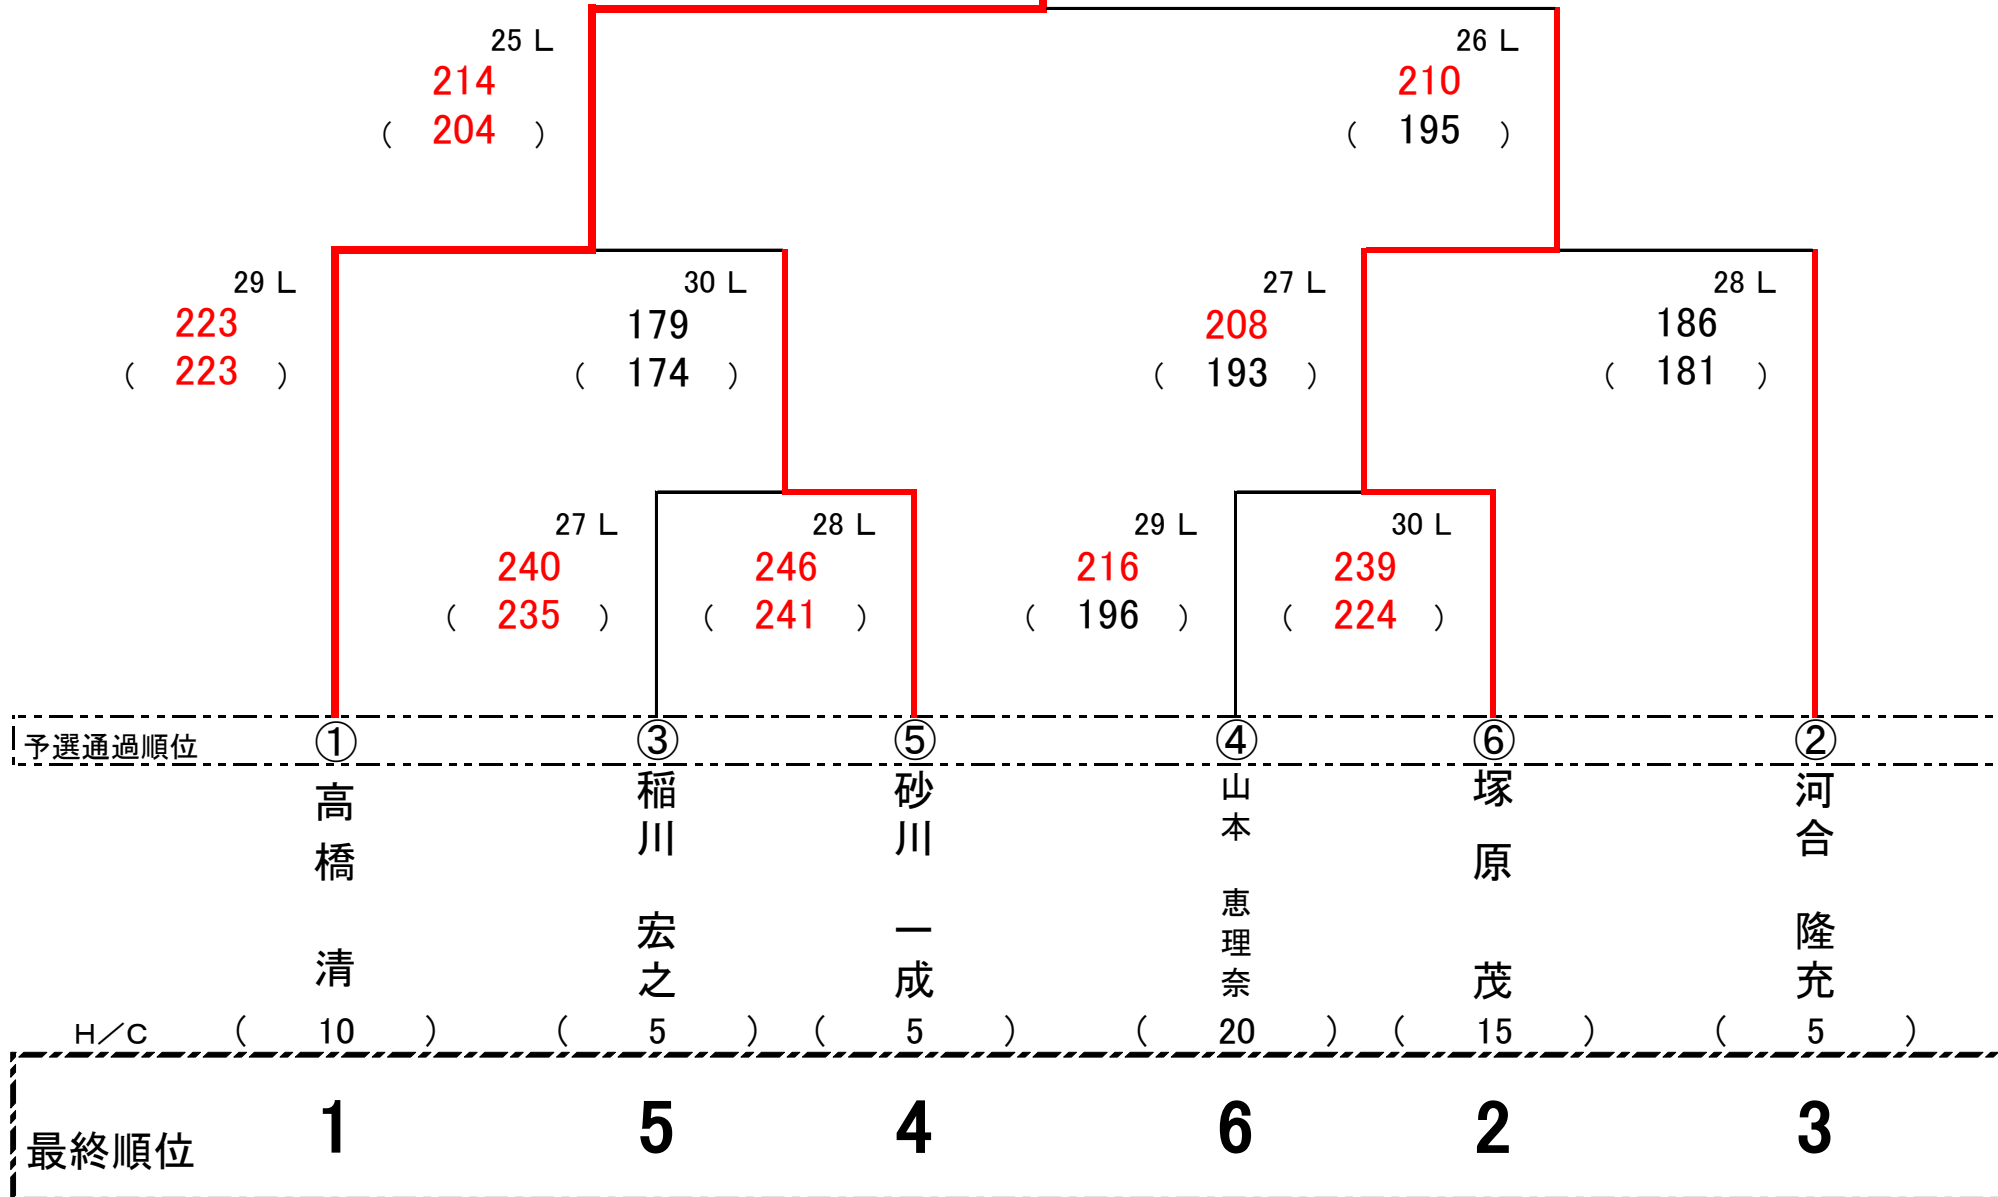 25 L 26 L
214 210
( 204 ) ( 195 )
29 L 30 L 27 L 28 L
223 179 208 186
( 223 ) ( 174 ) ( 193 ) ( 181 )
27 L 28 L 29 L 30 L
240 246 216 239
( 235 ) ( 241 ) ( 196 ) ( 224 )
予選通過順位 ① ③ ⑤ ④ ⑥ ②
高橋 清
稲川 宏之
砂川 一成
山本 恵理奈
塚原 茂
河合 隆充
H/C ( 10 ) ( 5 ) ( 5 ) ( 20 ) ( 15 ) ( 5 )
最終順位 1 5 4 6 2 3